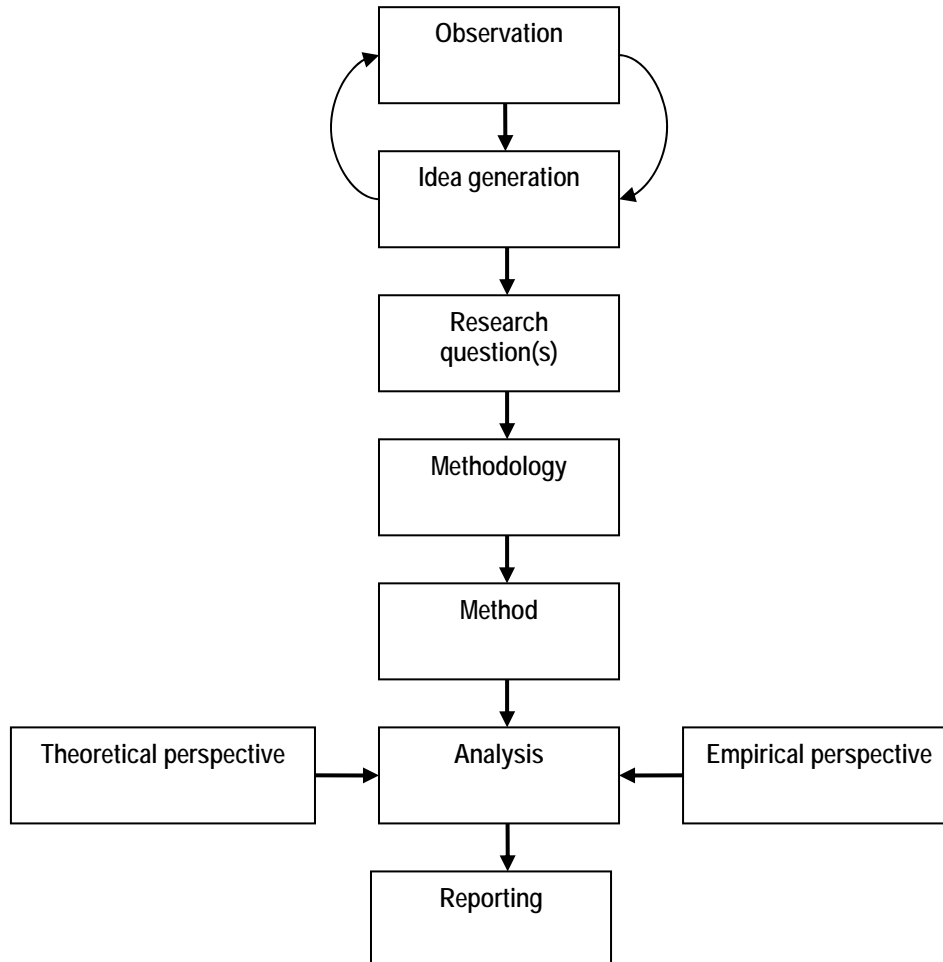 Observation
Idea generation
Research
question(s)
Methodology
Method
Theoretical perspective
Analysis
Empirical perspective
Reporting